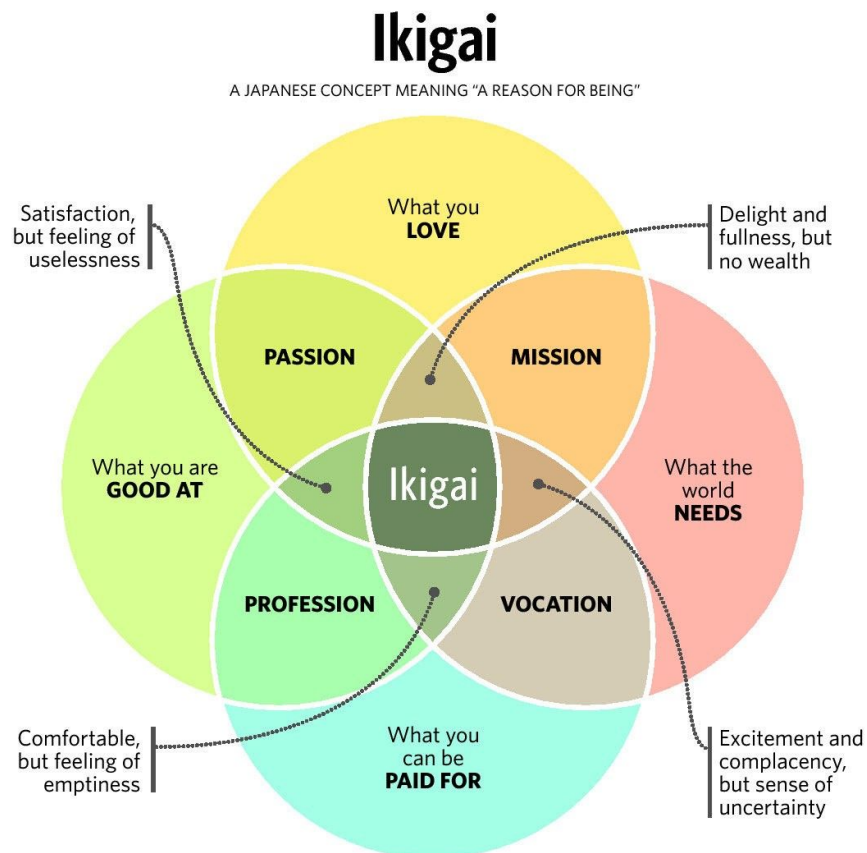 Ikigai
A JAPANESE CONCEPT MEANING “A REASON FOR BEING”
What you
LOVE
Satisfaction,
but feeling of
uselessness
Delight and
fullness, but
no wealth
PASSION
MISSION
What you are
GOOD AT
Ikigai
What the
world
NEEDS
PROFESSION
VOCATION
What you
can be
PAID FOR
Comfortable,
but feeling of
emptiness
Excitement and
complacency,
but sense of
uncertainty